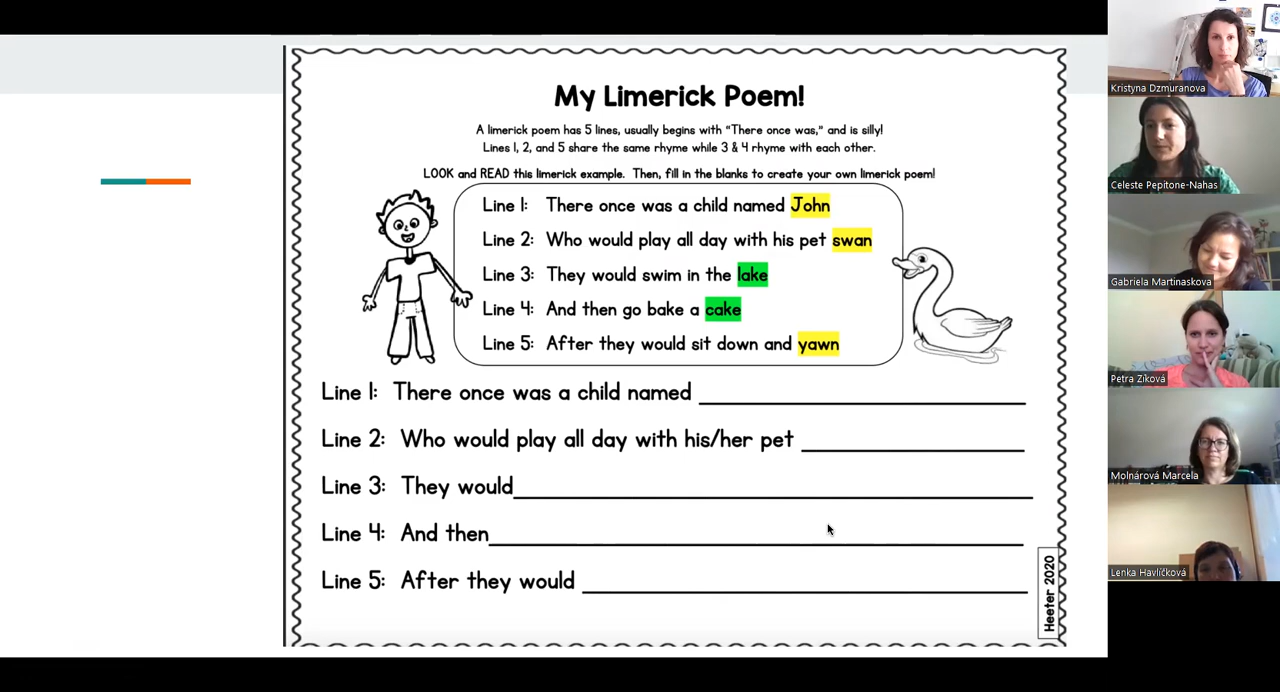 My Limerick Poem!
A limerick poem has 5 lines, usually begins with “There once was,” and is silly!
Lines 1, 2, and 5 share the same rhyme while 3 & 4 rhyme with each other.
LOOK and READ this limerick example. Then, fill in the blanks to create your own limerick poem!
Line 1: There once was a child named John
Line 2: Who would play all day with his pet swan
Line 3: They would swim in the lake
Line 4: And then go bake a cake
Line 5: After they would sit down and yawn
Line 1: There once was a child named
Line 2: Who would play all day with his/her pet
Line 3: They would
Line 4: And then
Line 5: After they would
Heeter 2020
Kristyna Dzmuranova
Celeste Pepitone-Nahas
Gabriela Martinaskova
Petra Zíková
Molnárová Marcela
Lenka Havlíčková